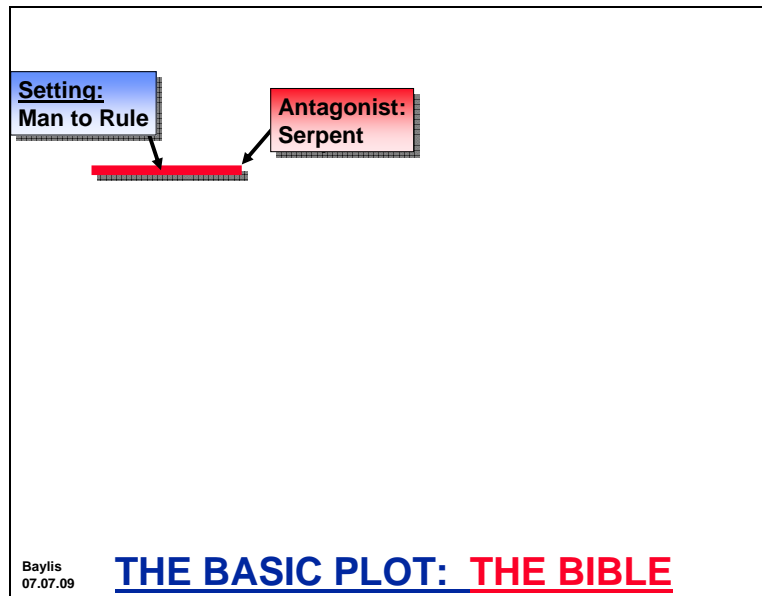 Setting:
Man to Rule
Antagonist:
Serpent
Baylis
07.07.09
THE BASIC PLOT: THE BIBLE